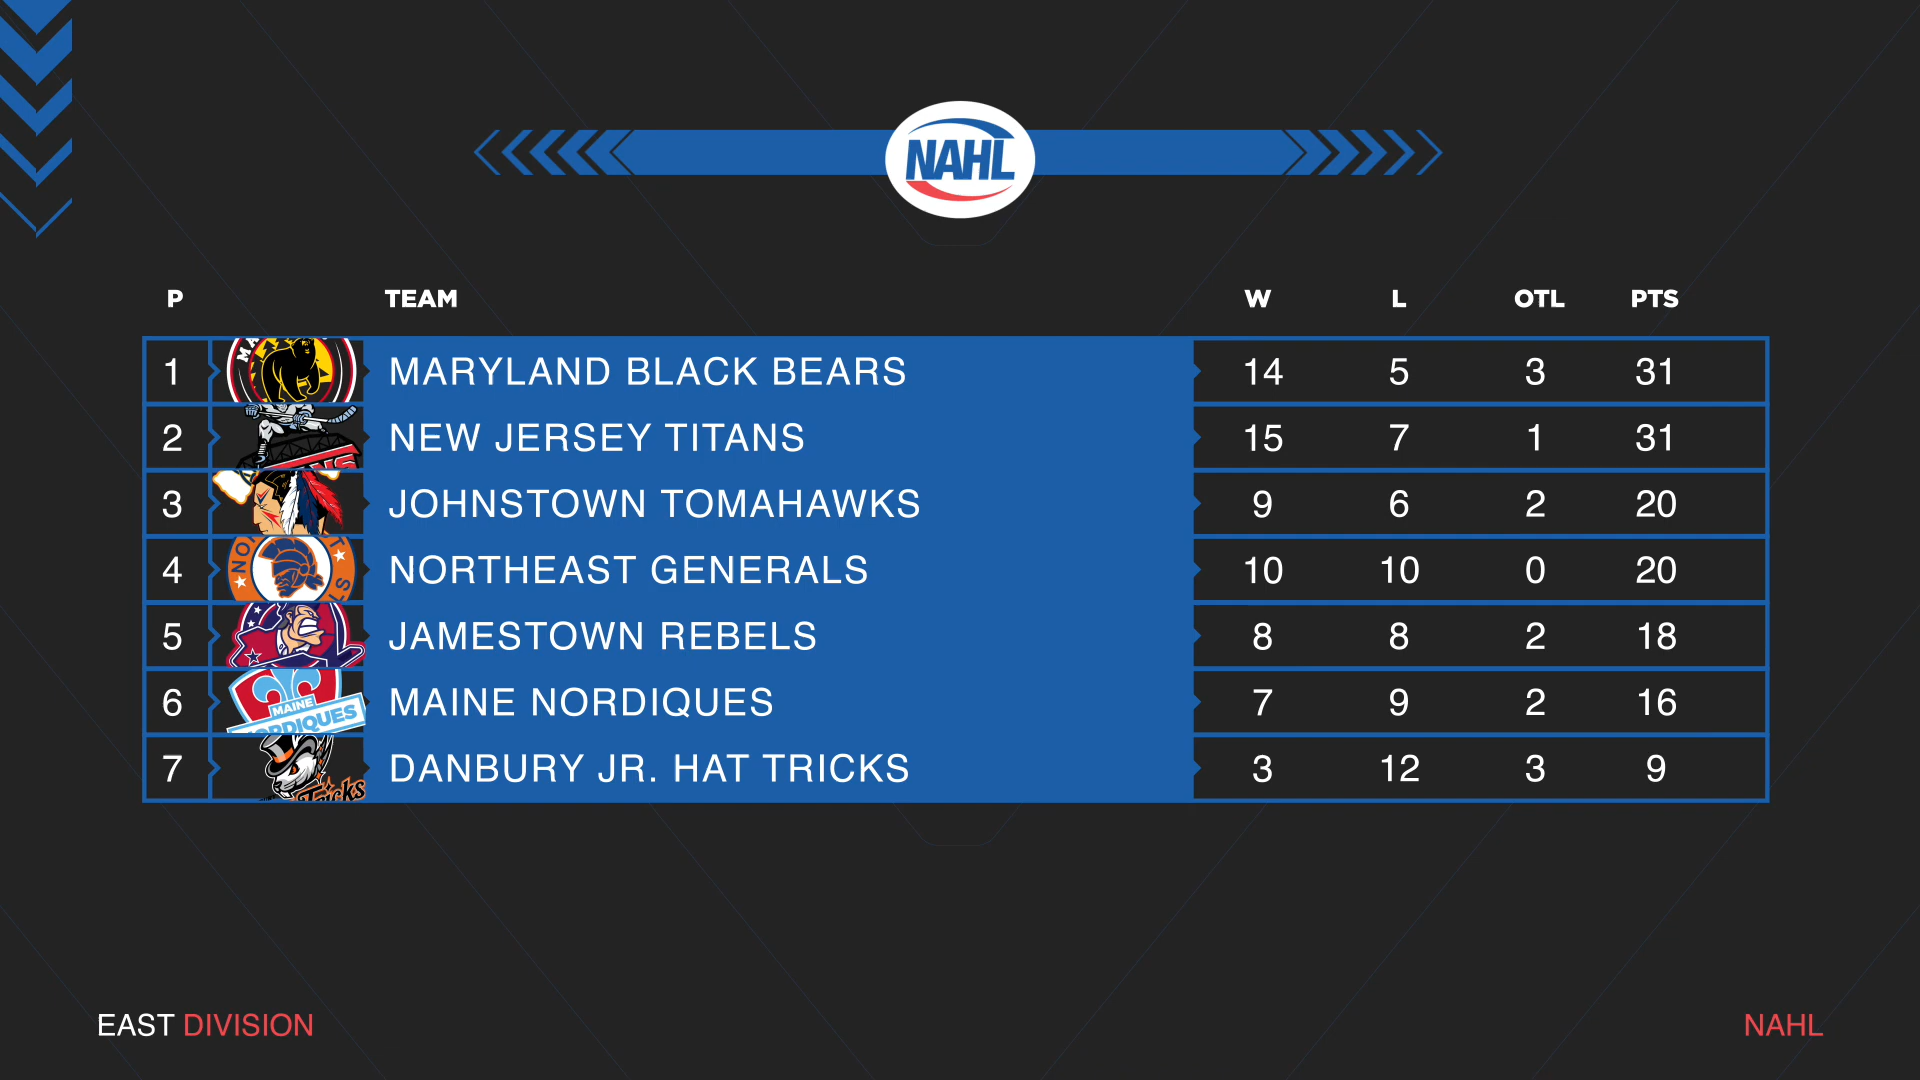 NAHL
P TEAM W L OTL PTS
1 MARYLAND BLACK BEARS 14 5 3 31
2 NEW JERSEY TITANS 15 7 1 31
3 JOHNSTOWN TOMAHAWKS 9 6 2 20
4 NORTHEAST GENERALS 10 10 0 20
5 JAMESTOWN REBELS 8 8 2 18
6 MAINE NORDIQUES 7 9 2 16
MAINE
7 DANBURY JR. HAT TRICKS 3 12 3 9
EAST DIVISION
NAHL